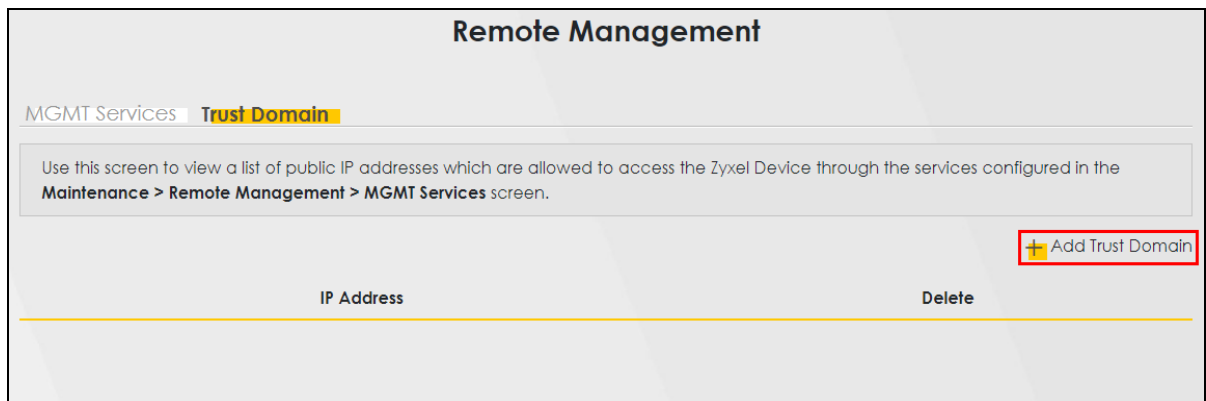 Remote Management
MGMT Services Trust Domain
Use this screen to view a list of public IP addresses which are allowed to access the Zyxel Device through the services configured in the
Maintenance > Remote Management > MGMT Services screen.
+ Add Trust Domain
IP Address Delete